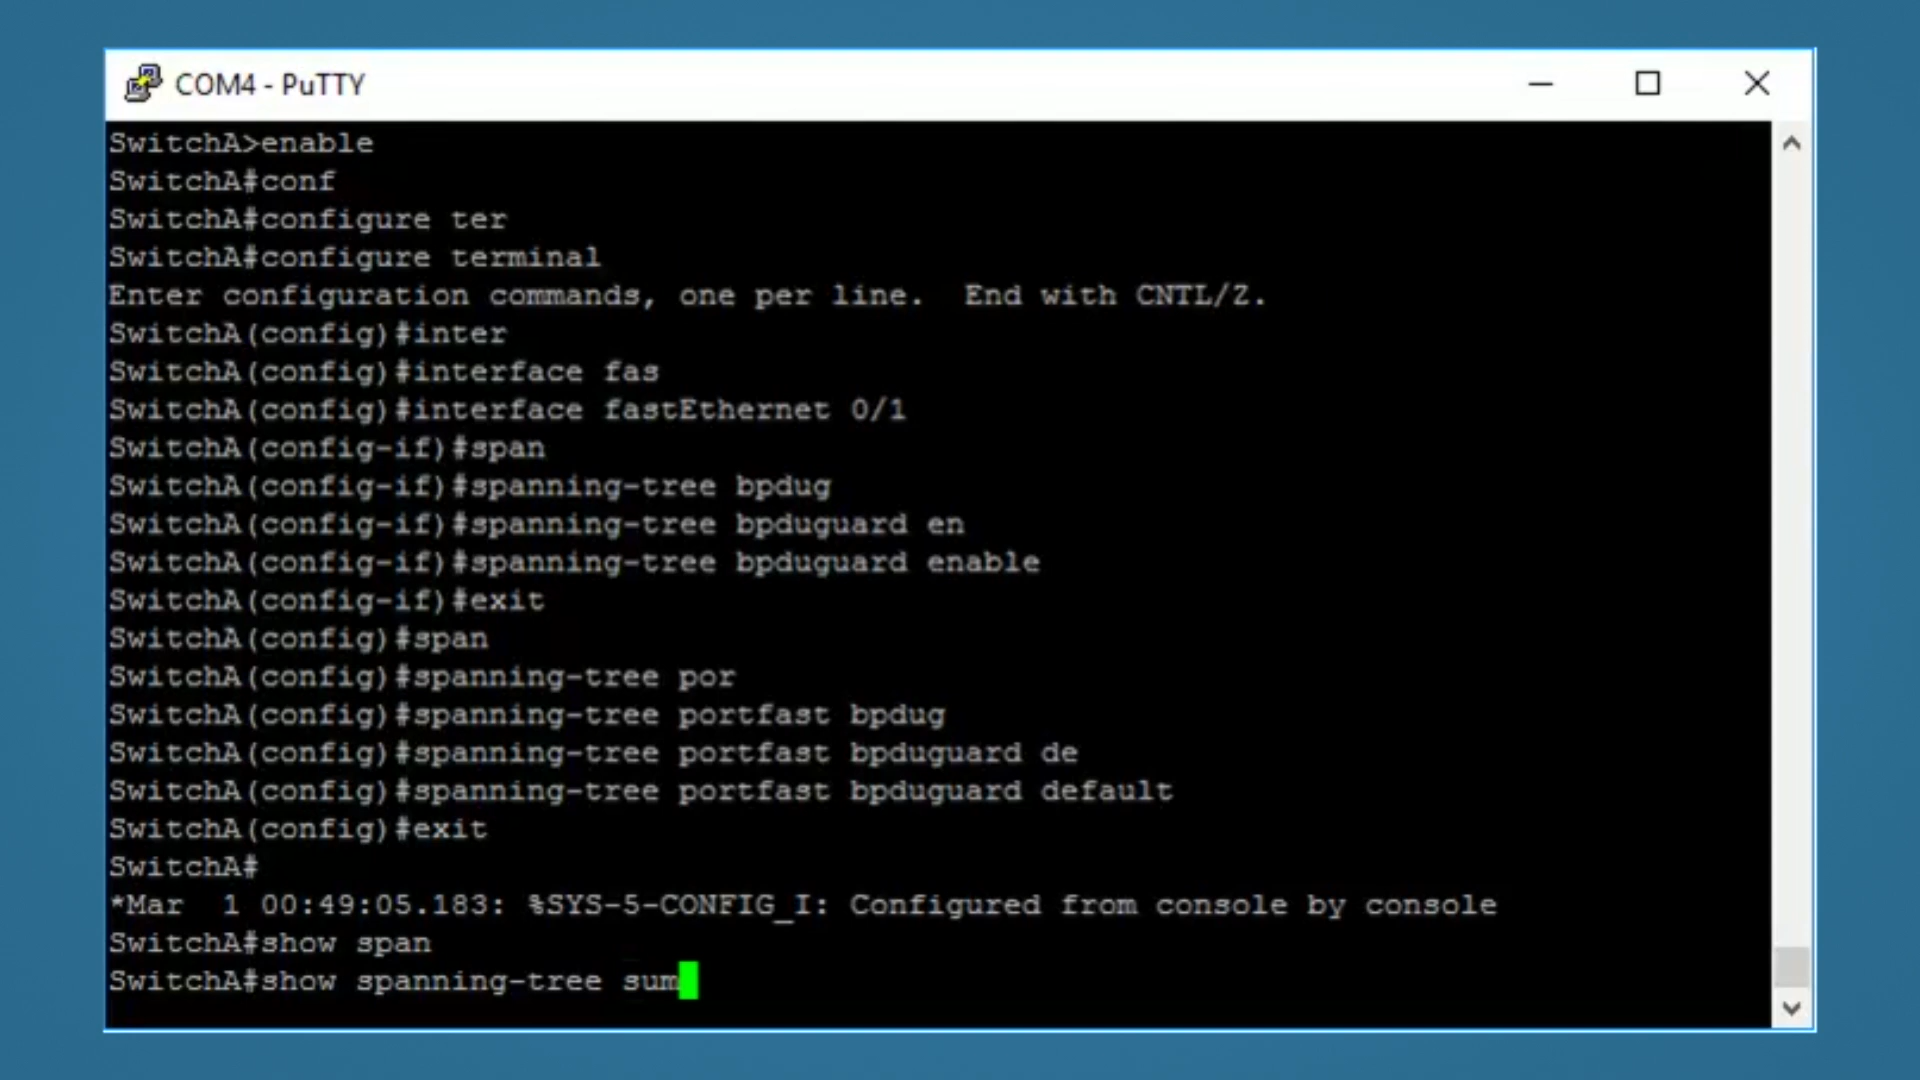 COM4 - PuTTY
SwitchA>enable
SwitchA#conf
SwitchA#configure ter
SwitchA#configure terminal
Enter configuration commands, one per line.  End with CNTL/Z.
SwitchA(config)#inter
SwitchA(config)#interface fas
SwitchA(config)#interface fastEthernet 0/1
SwitchA(config-if)#span
SwitchA(config-if)#spanning-tree bpdug
SwitchA(config-if)#spanning-tree bpduguard en
SwitchA(config-if)#spanning-tree bpduguard enable
SwitchA(config-if)#exit
SwitchA(config)#span
SwitchA(config)#spanning-tree por
SwitchA(config)#spanning-tree portfast bpdug
SwitchA(config)#spanning-tree portfast bpduguard de
SwitchA(config)#spanning-tree portfast bpduguard default
SwitchA(config)#exit
SwitchA#
*Mar  1 00:49:05.183: %SYS-5-CONFIG_I: Configured from console by console
SwitchA#show span
SwitchA#show spanning-tree sum